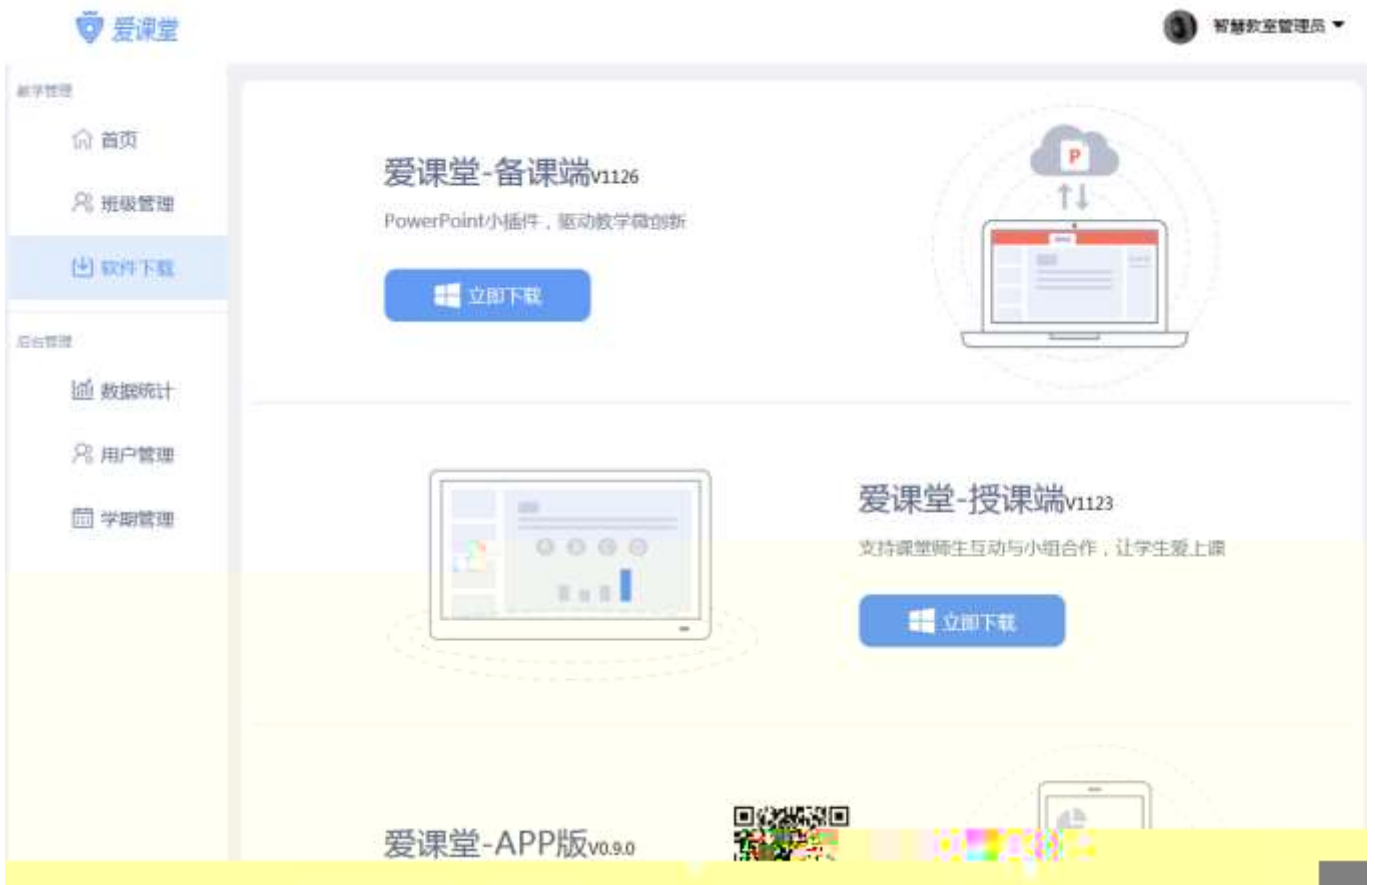 爱课堂
智慧教室管理员
教学管理
首页
班级管理
软件下载
后台管理
数据统计
用户管理
学期管理
爱课堂-备课端V1126
PowerPoint小插件，驱动教学微创新
立即下载
P
爱课堂-授课端V1123
支持课堂师生互动与小组合作，让学生爱上课
立即下载
爱课堂-APP版V0.9.0